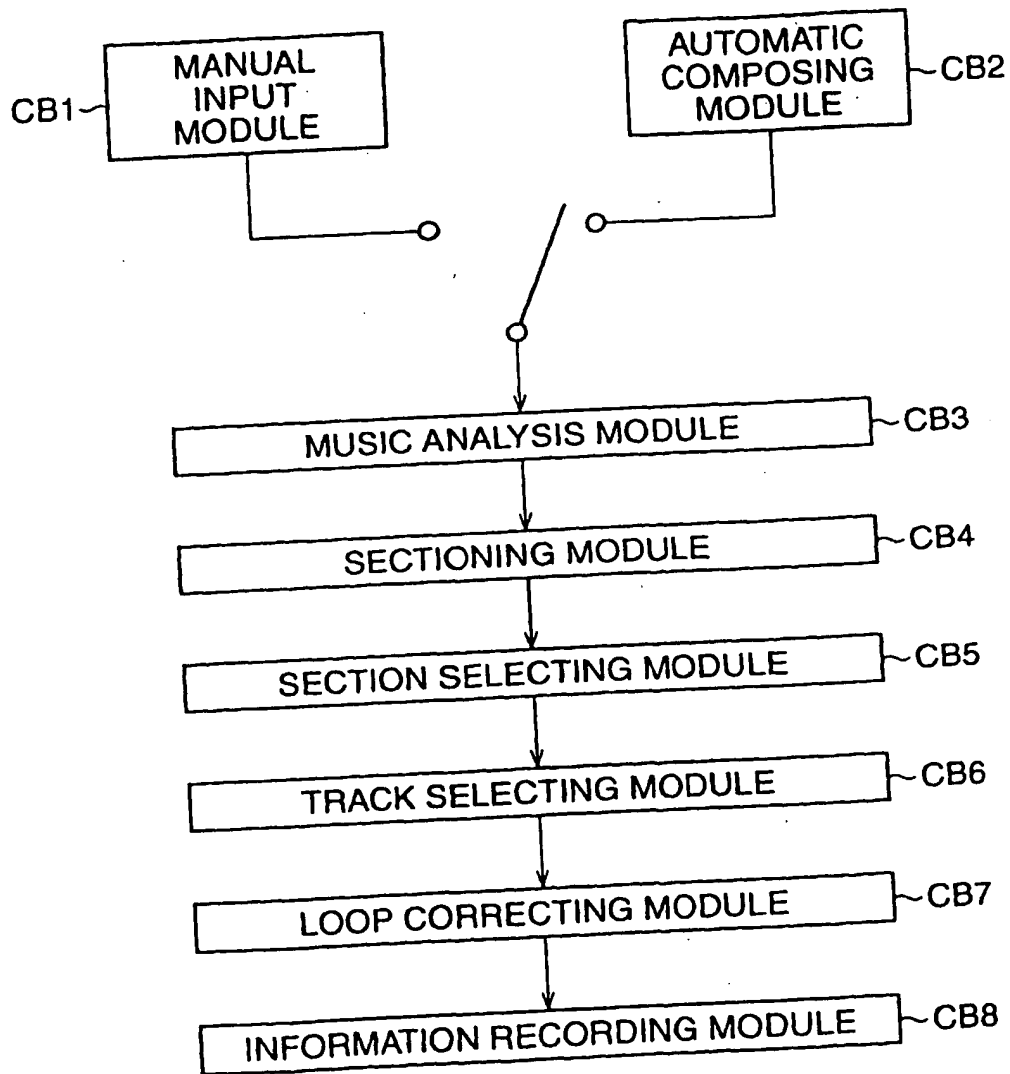 MANUAL
INPUT
MODULE
CB1
AUTOMATIC
COMPOSING
MODULE
CB2
MUSIC ANALYSIS MODULE
CB3
SECTIONING MODULE
CB4
SECTION SELECTING MODULE
CB5
TRACK SELECTING MODULE
CB6
LOOP CORRECTING MODULE
CB7
INFORMATION RECORDING MODULE
CB8